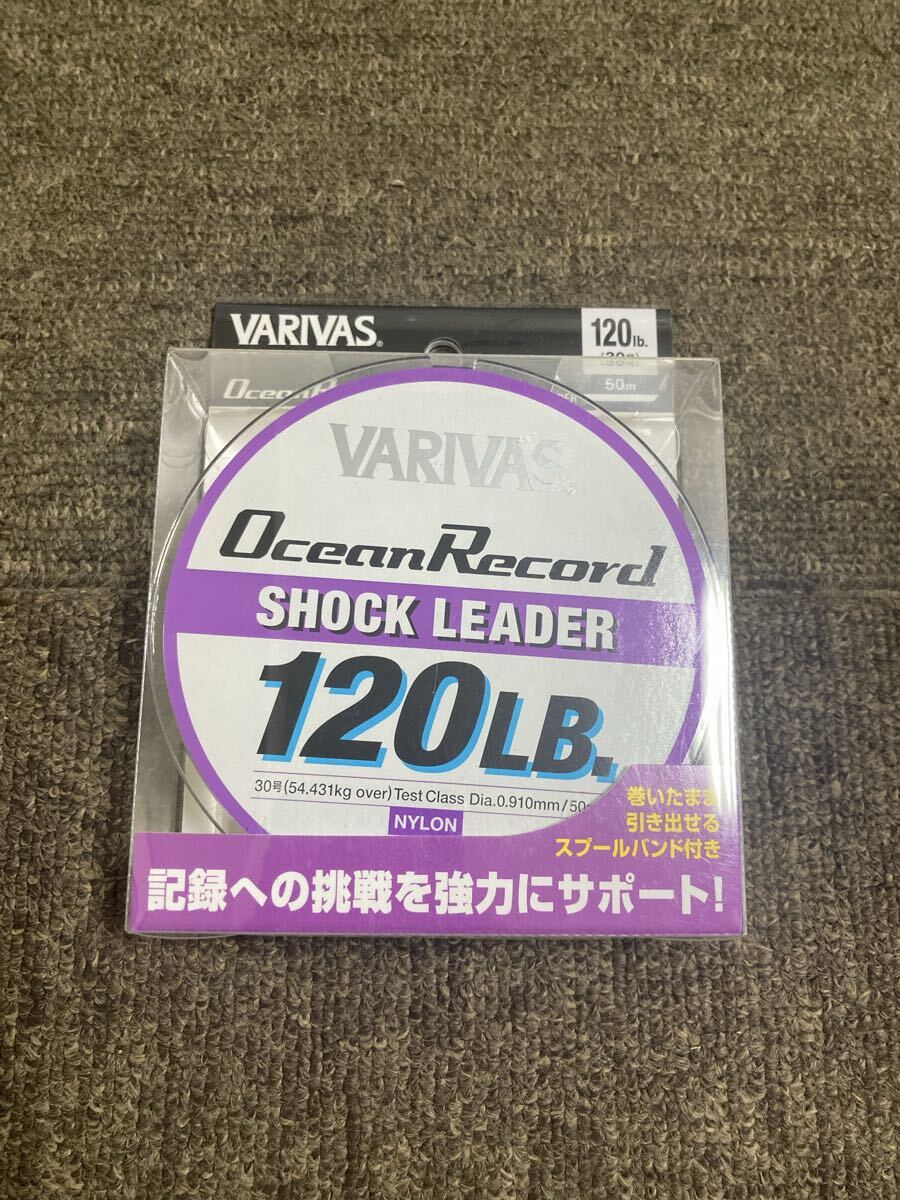 VARIVAS®
120lb.
(30号)
50m
OceanR
VARIVAS
OceanRecord
SHOCK LEADER
120LB.
30号(54.431kg over) Test Class Dia.0.910mm/50
NYLON
巻いたまま
引き出せる
スプールバンド付き
記録への挑戦を強力にサポート!